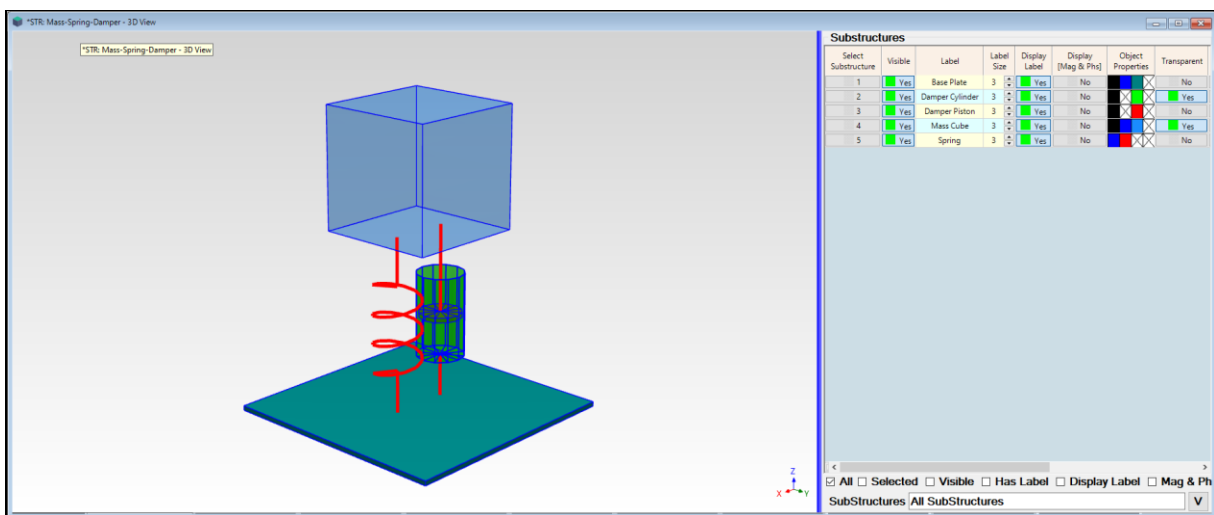 *STR: Mass-Spring-Damper - 3D View
*STR: Mass-Spring-Damper - 3D View
Substructures
Select Substructure Visible Label Label Size Display Label Display [Mag & Phs] Object Properties Transparent
1 Yes Base Plate 3 Yes No No
2 Yes Damper Cylinder 3 Yes No Yes
3 Yes Damper Piston 3 Yes No No
4 Yes Mass Cube 3 Yes No Yes
5 Yes Spring 3 Yes No No
Z
X Y
All Selected Visible Has Label Display Label Mag & Ph
SubStructures All SubStructures V